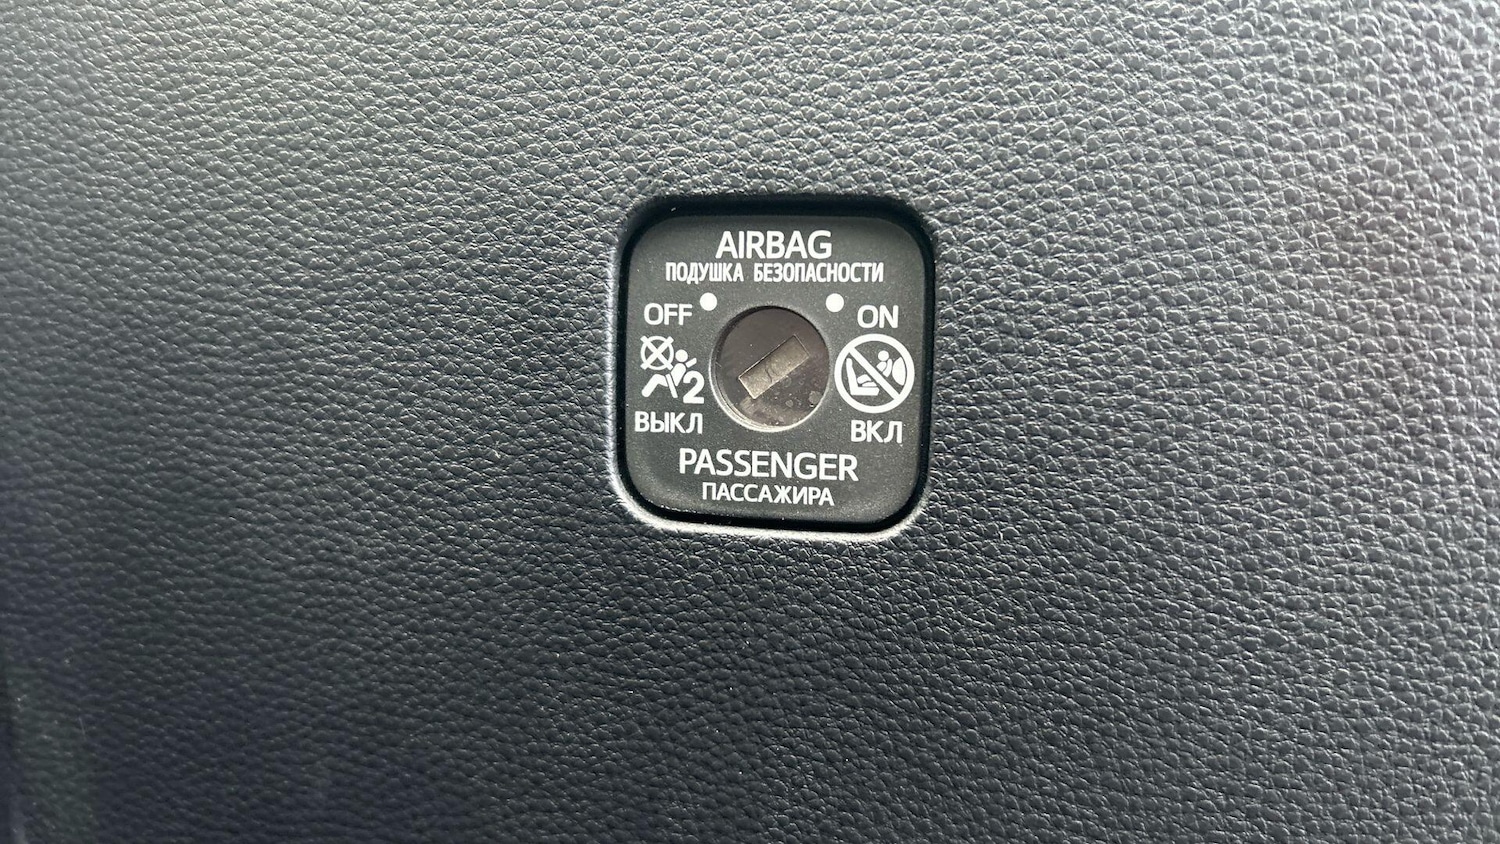 AIRBAG
ПОДУШКА БЕЗОПАСНОСТИ
OFF
ON
2
ВЫКЛ
ВКЛ
PASSENGER
ПАССАЖИРА